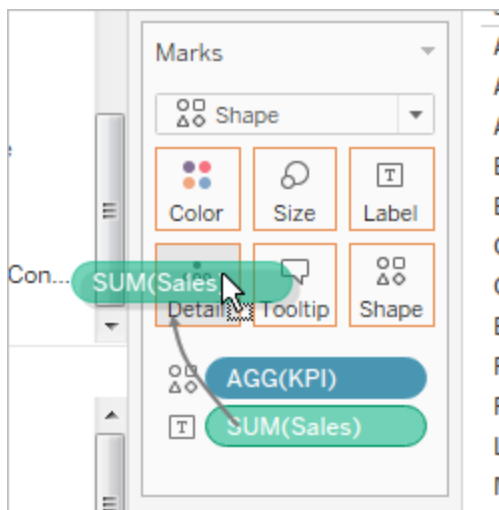 Marks
Shape
Color Size Label
T
Con...
SUM(Sales
Detail Tooltip Shape
AGG(KPI)
T SUM(Sales)